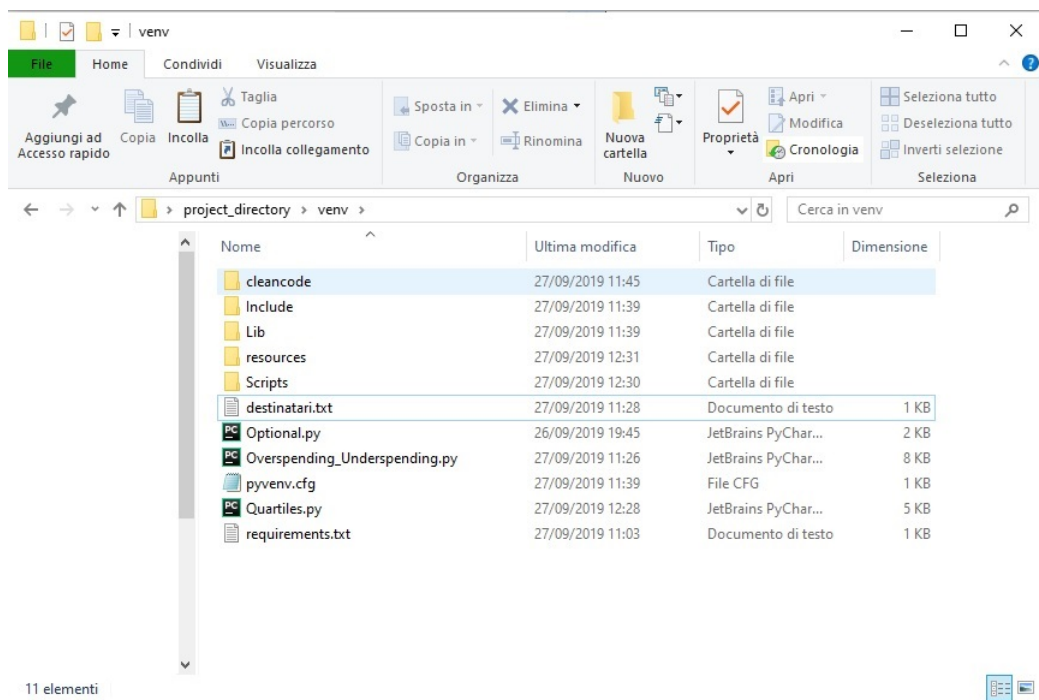 venv
File Home Condividi Visualizza
Aggiungi ad Accesso rapido
Copia
Incolla
Taglia
Copia percorso
Incolla collegamento
Appunti
Sposta in
Copia in
Elimina
Rinomina
Organizza
Nuova cartella
Nuovo
Proprietà
Apri
Modifica
Cronologia
Apri
Seleziona tutto
Deseleziona tutto
Inverti selezione
Seleziona
project_directory > venv >
Cerca in venv
Nome Ultima modifica Tipo Dimensione
cleancode 27/09/2019 11:45 Cartella di file
Include 27/09/2019 11:39 Cartella di file
Lib 27/09/2019 11:39 Cartella di file
resources 27/09/2019 12:31 Cartella di file
Scripts 27/09/2019 12:30 Cartella di file
destinatari.txt 27/09/2019 11:28 Documento di testo 1 KB
Optional.py 26/09/2019 19:45 JetBrains PyChar... 2 KB
Overspending_Underspending.py 27/09/2019 11:26 JetBrains PyChar... 8 KB
pyvenv.cfg 27/09/2019 11:39 File CFG 1 KB
Quartiles.py 27/09/2019 12:28 JetBrains PyChar... 5 KB
requirements.txt 27/09/2019 11:03 Documento di testo 1 KB
11 elementi